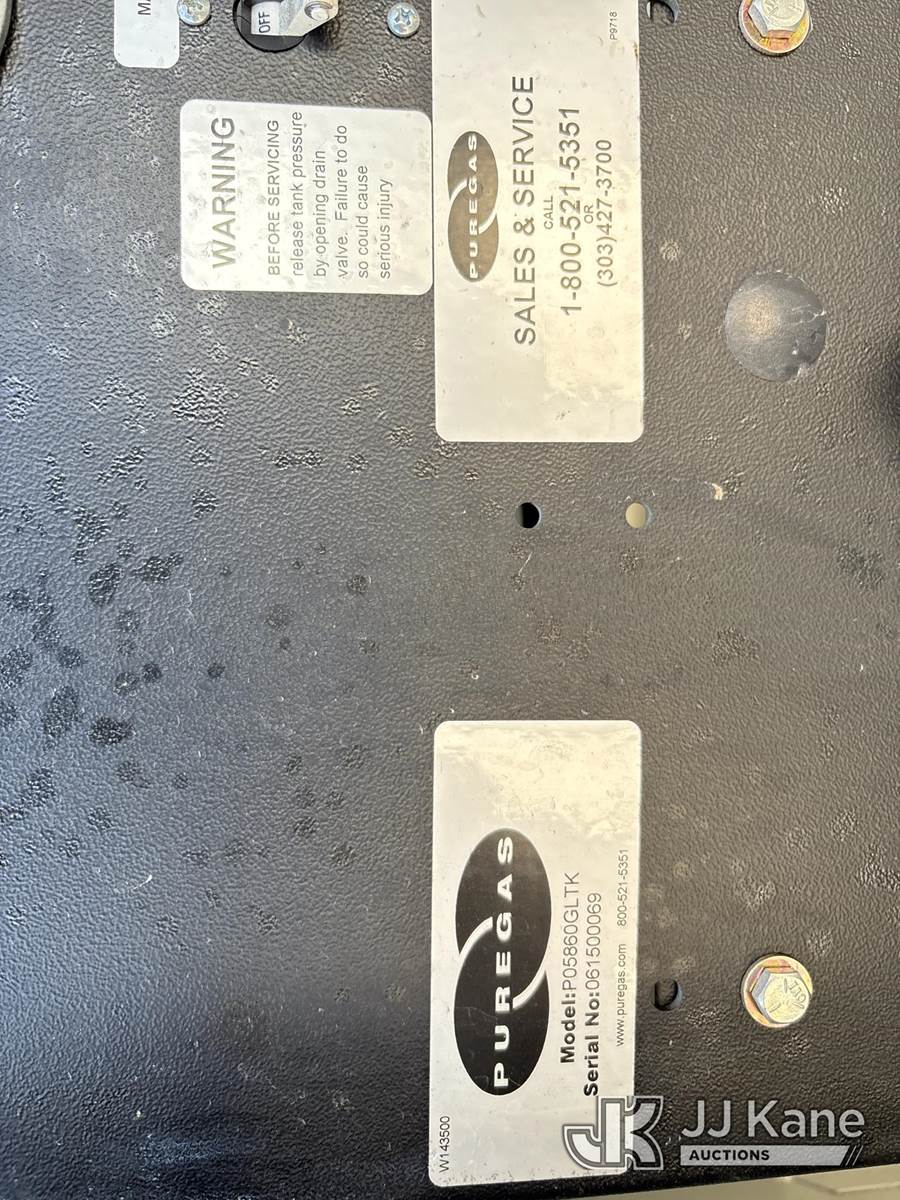 OFF
WARNING
BEFORE SERVICING
release tank pressure
by opening drain
valve. Failure to do
so could cause
serious injury
PUREGAS
SALES & SERVICE
CALL
1-800-521-5351
OR
(303)427-3700
P9718
W143500
PUREGAS
Model:P05860GLTK
Serial No:061500069
www.puregas.com 800-521-5351
JK JJ Kane
AUCTIONS